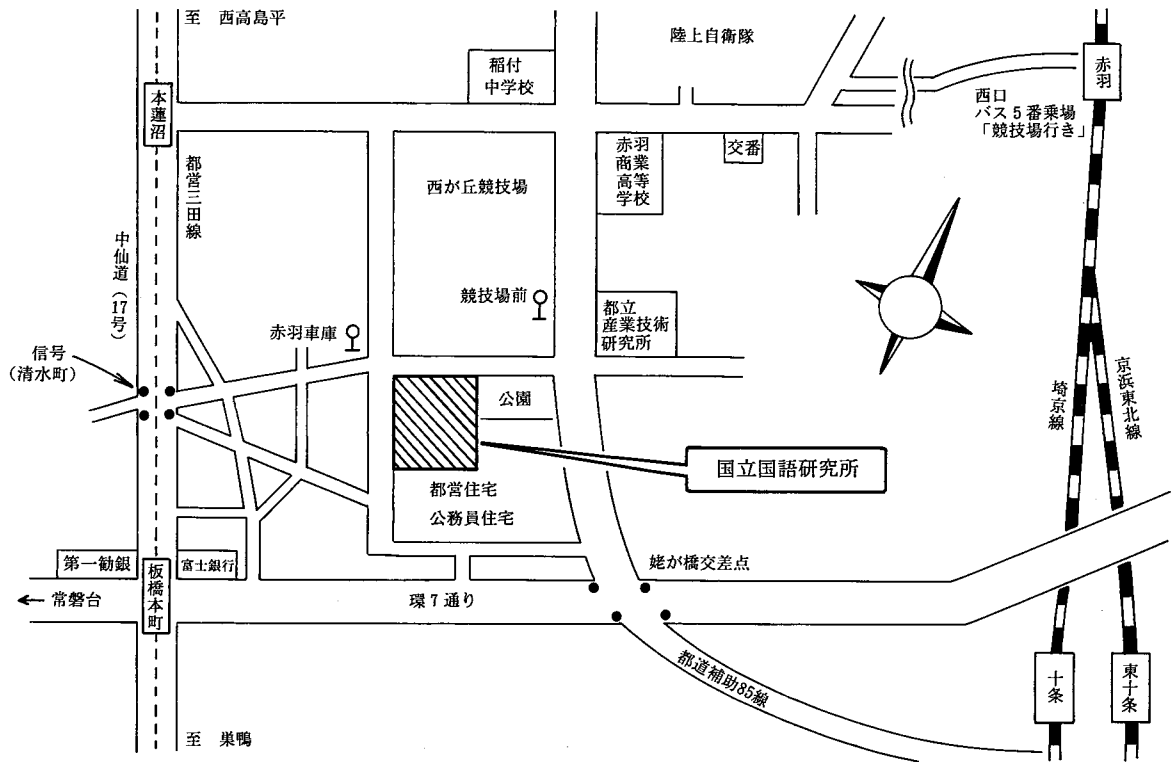 至 西高島平
陸上自衛隊
稲付
中学校
赤羽
本蓮沼
西口
バス5番乗場
「競技場行き」
赤羽
商業
高等
学校
交番
都営三田線
西が丘競技場
中仙道（17号）
競技場前
都立
産業技術
研究所
赤羽車庫
信号
（清水町）
公園
埼京線
京浜東北線
国立国語研究所
都営住宅
公務員住宅
第一勧銀
富士銀行
板橋本町
姥が橋交差点
← 常磐台
環7通り
都道補助85線
十条
東十条
至 巣鴨